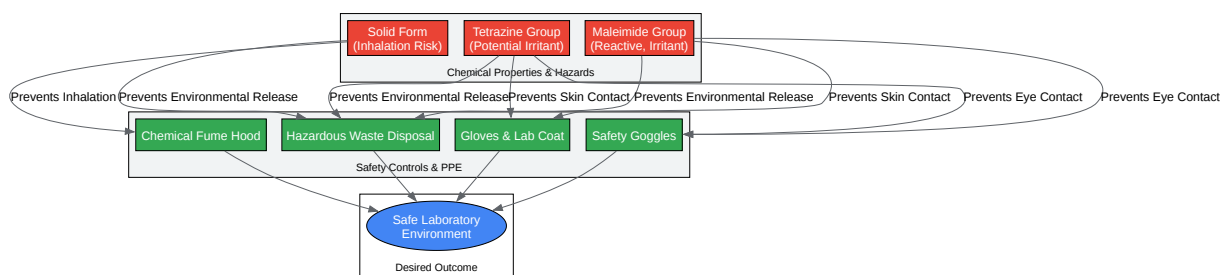 Solid Form
(Inhalation Risk)
Tetrazine Group
(Potential Irritant)
Maleimide Group
(Reactive, Irritant)
Chemical Properties & Hazards
Prevents Inhalation
Prevents Environmental Release
Prevents Environmental Release
Prevents Skin Contact
Prevents Environmental Release
Prevents Skin Contact
Prevents Eye Contact
Prevents Eye Contact
Chemical Fume Hood
Hazardous Waste Disposal
Gloves & Lab Coat
Safety Goggles
Safety Controls & PPE
Safe Laboratory
Environment
Desired Outcome